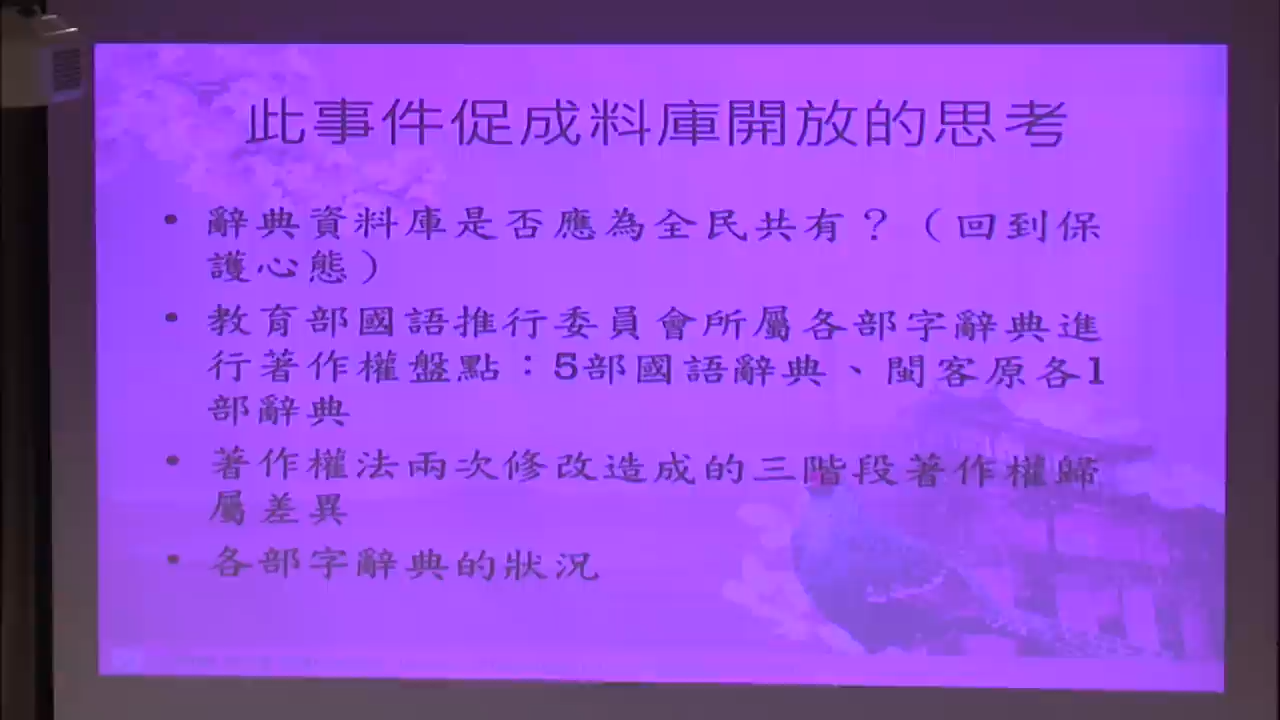 此事件促成料庫開放的思考
• 辭典資料庫是否應為全民共有？（回到保
護心態）
• 教育部國語推行委員會所屬各部字辭典進
行著作權盤點：5部國語辭典、閩客原各1
部辭典
• 著作權法兩次修改造成的三階段著作權歸
屬差異
• 各部字辭典的狀況